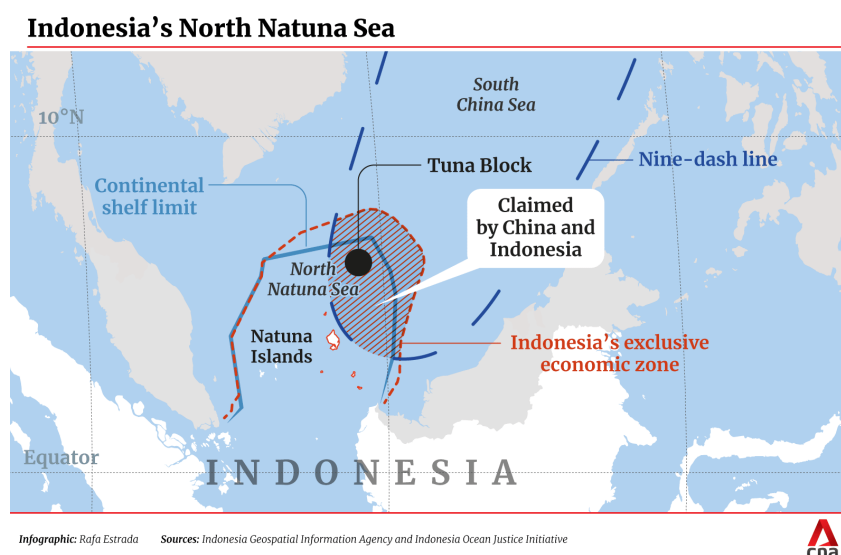 Indonesia's North Natuna Sea
South
China Sea
10°N
Tuna Block
Nine-dash line
Continental
shelf limit
Claimed
by China and
Indonesia
North
Natuna Sea
Natuna
Islands
Indonesia's exclusive
economic zone
Equator
INDONESIA
Infographic: Rafa Estrada Sources: Indonesia Geospatial Information Agency and Indonesia Ocean Justice Initiative
cna